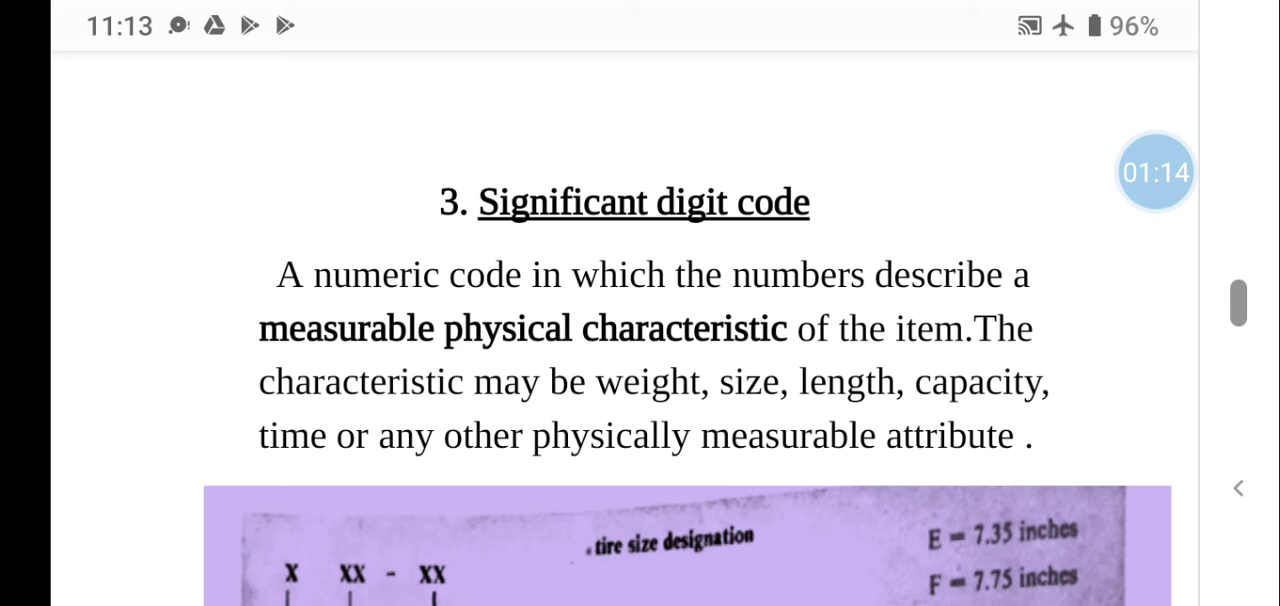 11:13 96%
01:14
3. Significant digit code
A numeric code in which the numbers describe a
measurable physical characteristic of the item.The
characteristic may be weight, size, length, capacity,
time or any other physically measurable attribute .
. tire size designation
E = 7.35 inches
X XX - XX
F = 7.75 inches